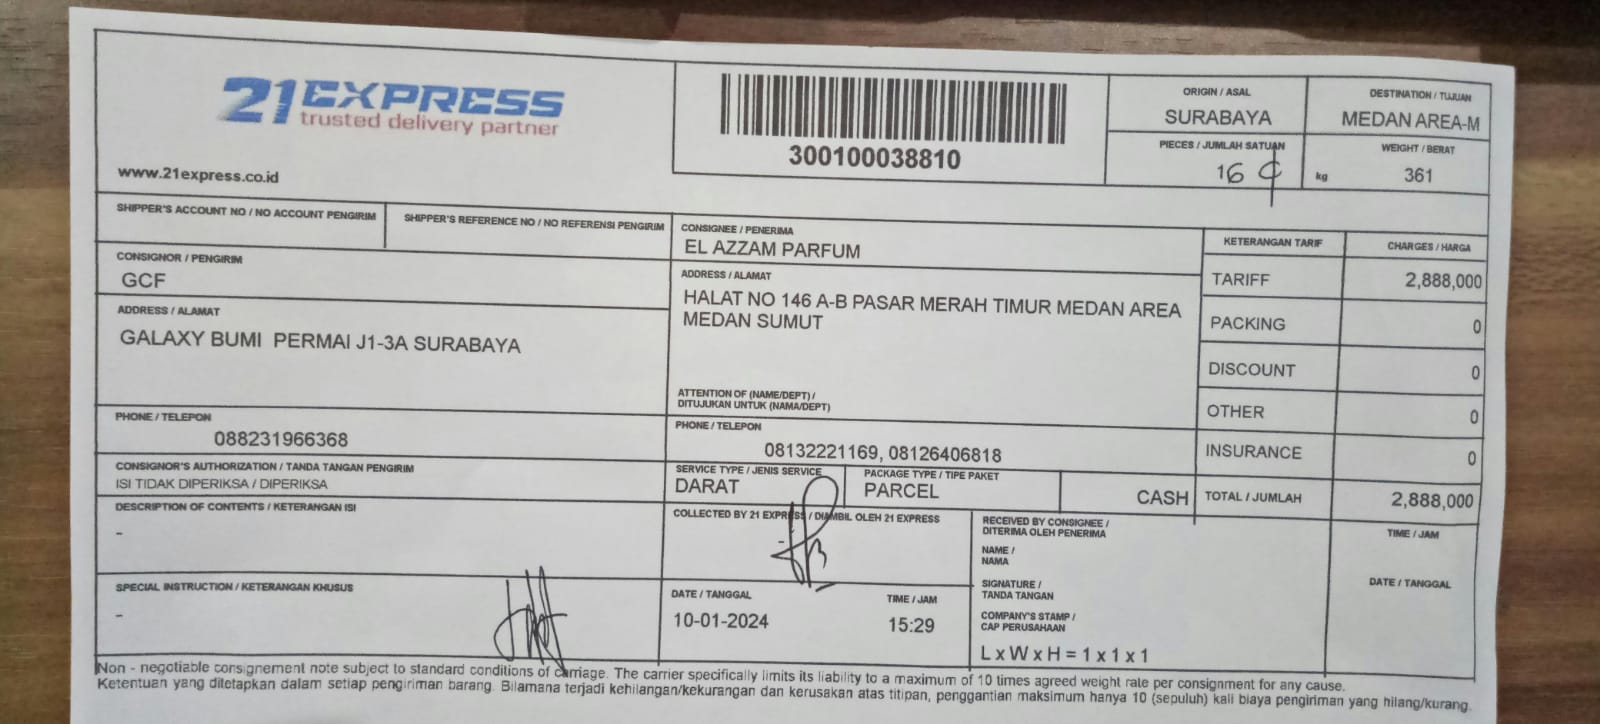 21 EXPRESS
trusted delivery partner
www.21express.co.id
300100038810
ORIGIN / ASAL
SURABAYA
DESTINATION / TUJUAN
MEDAN AREA-M
PIECES / JUMLAH SATUAN
16
WEIGHT / BERAT
kg 361
SHIPPER'S ACCOUNT NO / NO ACCOUNT PENGIRIM
SHIPPER'S REFERENCE NO / NO REFERENSI PENGIRIM
CONSIGNOR / PENGIRIM
GCF
ADDRESS / ALAMAT
GALAXY BUMI PERMAI J1-3A SURABAYA
PHONE / TELEPON
088231966368
CONSIGNOR'S AUTHORIZATION / TANDA TANGAN PENGIRIM
ISI TIDAK DIPERIKSA / DIPERIKSA
DESCRIPTION OF CONTENTS / KETERANGAN ISI
-
SPECIAL INSTRUCTION / KETERANGAN KHUSUS
-
CONSIGNEE / PENERIMA
EL AZZAM PARFUM
ADDRESS / ALAMAT
HALAT NO 146 A-B PASAR MERAH TIMUR MEDAN AREA
MEDAN SUMUT
ATTENTION OF (NAME/DEPT) /
DITUJUKAN UNTUK (NAMA/DEPT)
PHONE / TELEPON
08132221169, 08126406818
SERVICE TYPE / JENIS SERVICE
DARAT
PACKAGE TYPE / TIPE PAKET
PARCEL
CASH
COLLECTED BY 21 EXPRESS / DIAMBIL OLEH 21 EXPRESS
DATE / TANGGAL
10-01-2024
TIME / JAM
15:29
KETERANGAN TARIF
CHARGES / HARGA
TARIFF 2,888,000
PACKING 0
DISCOUNT 0
OTHER 0
INSURANCE 0
TOTAL / JUMLAH 2,888,000
RECEIVED BY CONSIGNEE /
DITERIMA OLEH PENERIMA
NAME /
NAMA
SIGNATURE /
TANDA TANGAN
COMPANY'S STAMP /
CAP PERUSAHAAN
L x W x H = 1 x 1 x 1
TIME / JAM
DATE / TANGGAL
Non - negotiable consignement note subject to standard conditions of carriage. The carrier specifically limits its liability to a maximum of 10 times agreed weight rate per consignment for any cause.
Ketentuan yang ditetapkan dalam setiap pengiriman barang. Bilamana terjadi kehilangan/kekurangan dan kerusakan atas titipan, penggantian maksimum hanya 10 (sepuluh) kali biaya pengiriman yang hilang/kurang.